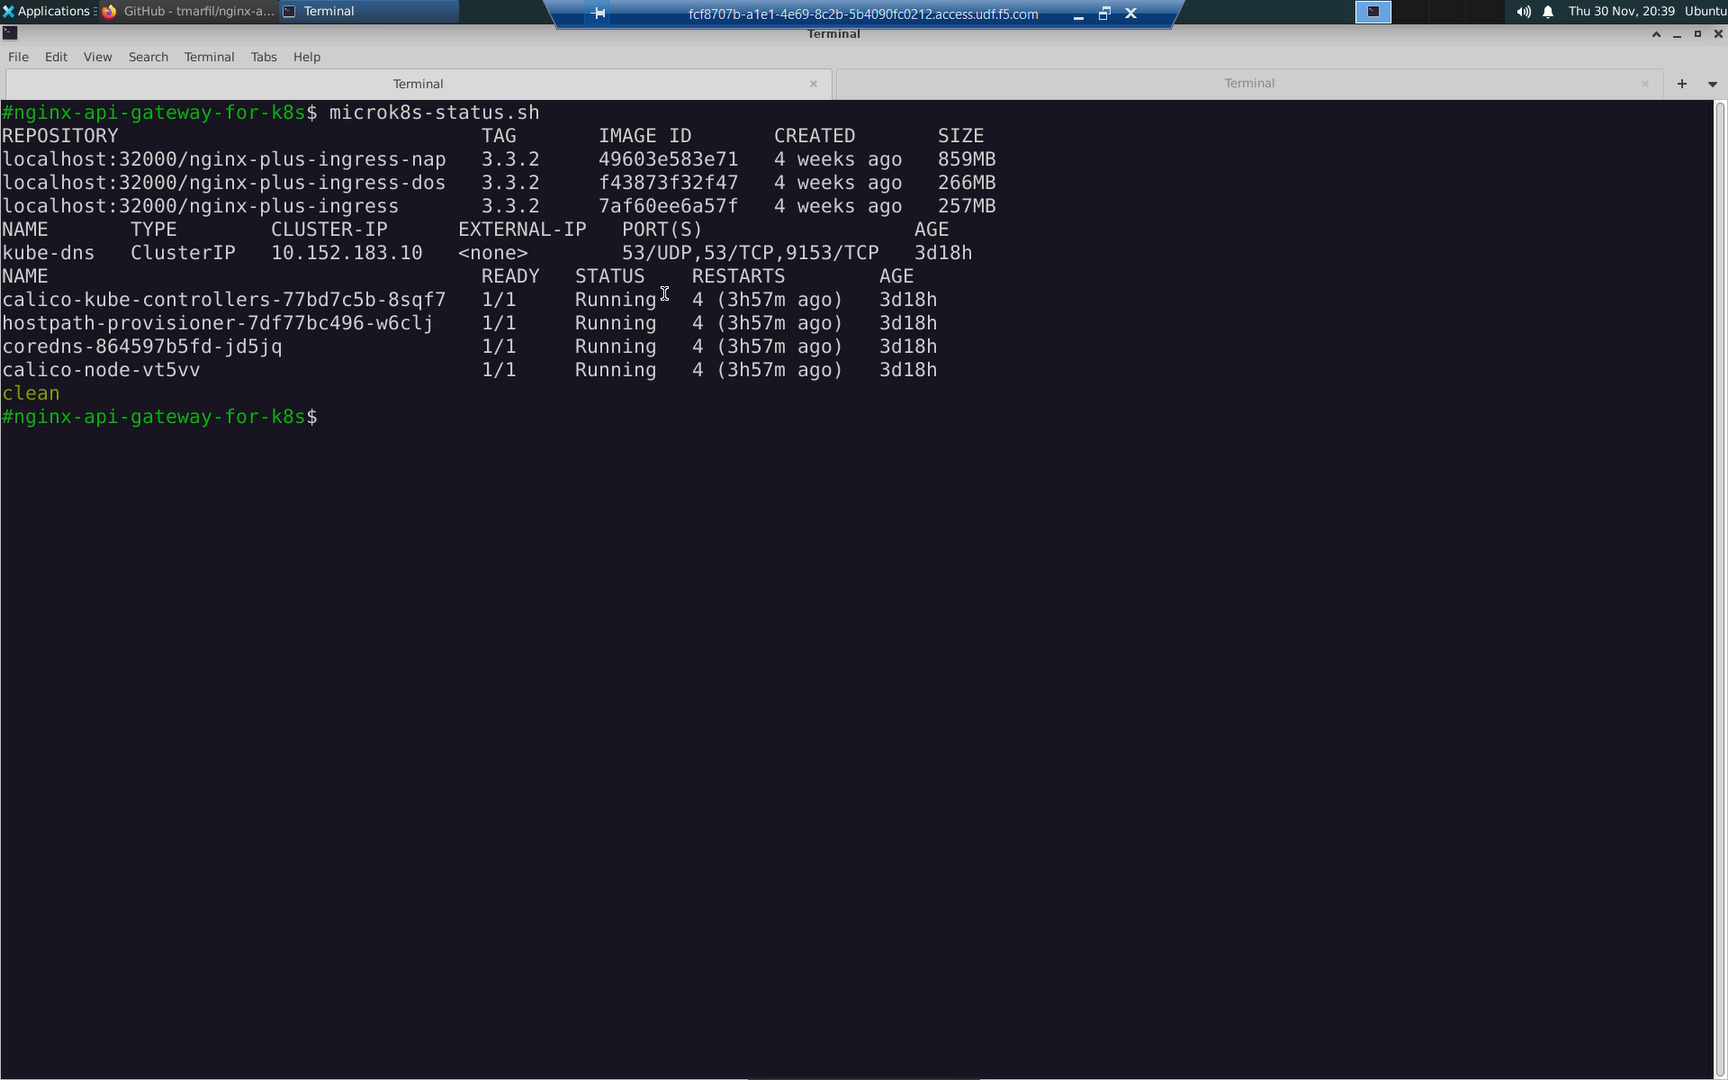 Applications
GitHub - tmarfil/nginx-a...
Terminal
fcf8707b-a1e1-4e69-8c2b-5b4090fc0212.access.udf.f5.com
Thu 30 Nov, 20:39 Ubuntu
Terminal
File Edit View Search Terminal Tabs Help
Terminal Terminal
#nginx-api-gateway-for-k8s$ microk8s-status.sh
REPOSITORY TAG IMAGE ID CREATED SIZE
localhost:32000/nginx-plus-ingress-nap 3.3.2 49603e583e71 4 weeks ago 859MB
localhost:32000/nginx-plus-ingress-dos 3.3.2 f43873f32f47 4 weeks ago 266MB
localhost:32000/nginx-plus-ingress 3.3.2 7af60ee6a57f 4 weeks ago 257MB
NAME TYPE CLUSTER-IP EXTERNAL-IP PORT(S) AGE
kube-dns ClusterIP 10.152.183.10 <none> 53/UDP,53/TCP,9153/TCP 3d18h
NAME READY STATUS RESTARTS AGE
calico-kube-controllers-77bd7c5b-8sqf7 1/1 Running 4 (3h57m ago) 3d18h
hostpath-provisioner-7df77bc496-w6clj 1/1 Running 4 (3h57m ago) 3d18h
coredns-864597b5fd-jd5jq 1/1 Running 4 (3h57m ago) 3d18h
calico-node-vt5vv 1/1 Running 4 (3h57m ago) 3d18h
clean
#nginx-api-gateway-for-k8s$